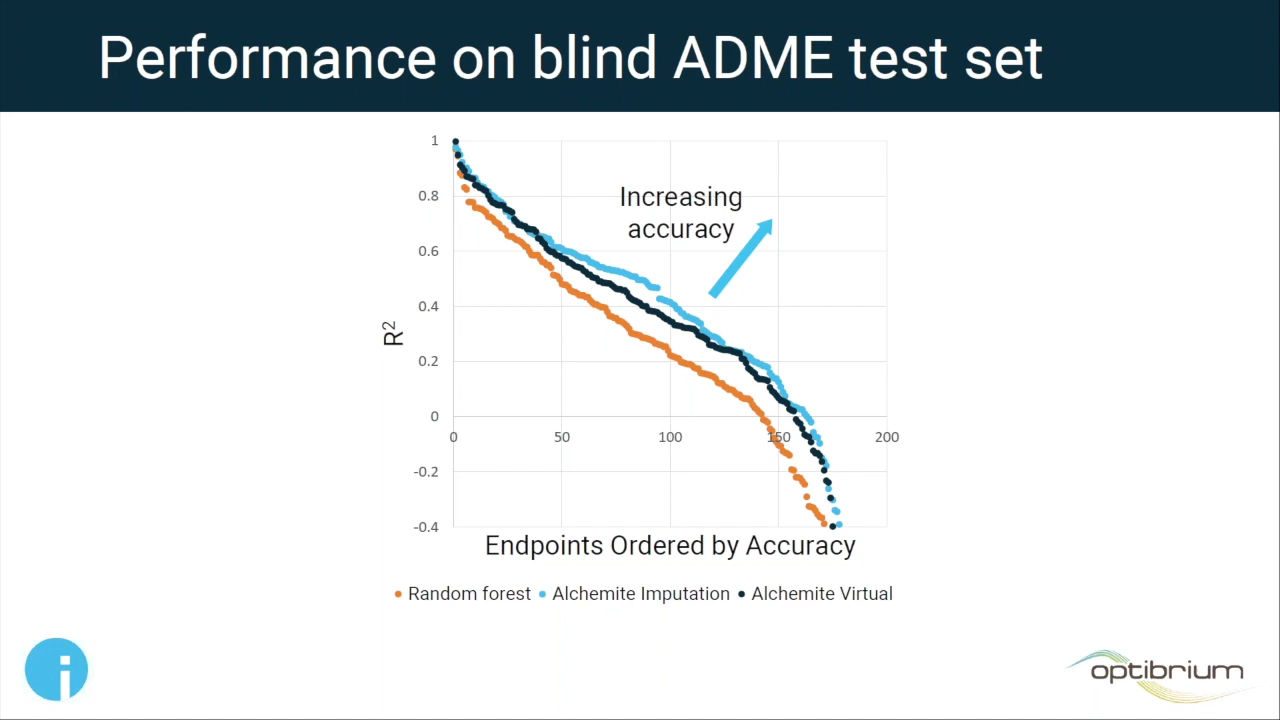 Performance on blind ADME test set
1
0.8
0.6
0.4
0.2
0
-0.2
-0.4
R2
Increasing
accuracy
0 50 100 150 200
Endpoints Ordered by Accuracy
Random forest Alchemite Imputation Alchemite Virtual
i
optibrium